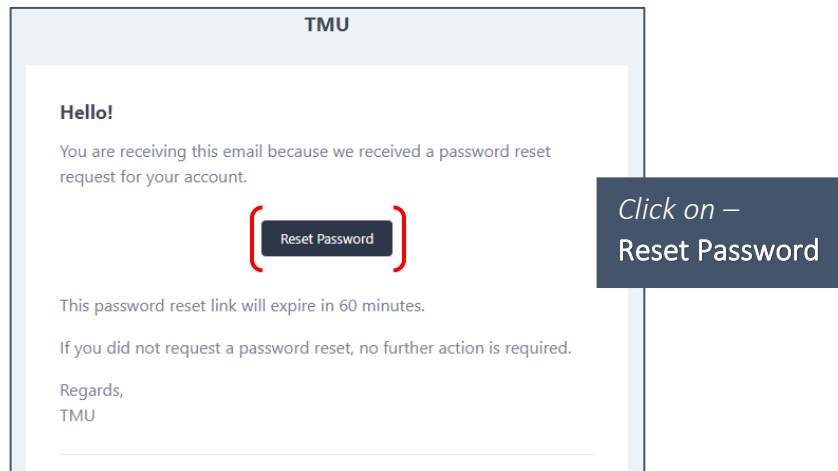 TMU
Hello!
You are receiving this email because we received a password reset
request for your account.
Reset Password
Click on –
Reset Password
This password reset link will expire in 60 minutes.
If you did not request a password reset, no further action is required.
Regards,
TMU